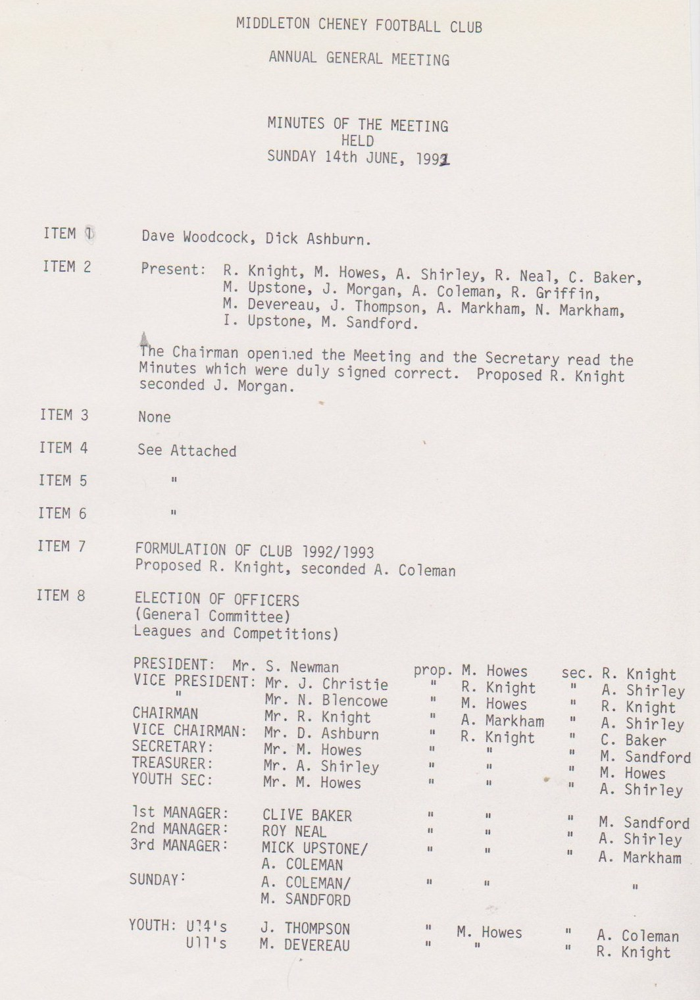 MIDDLETON CHENEY FOOTBALL CLUB
ANNUAL GENERAL MEETING
MINUTES OF THE MEETING
HELD
SUNDAY 14th JUNE, 1992
ITEM 1 Dave Woodcock, Dick Ashburn.
ITEM 2 Present: R. Knight, M. Howes, A. Shirley, R. Neal, C. Baker,
M. Upstone, J. Morgan, A. Coleman, R. Griffin,
M. Devereau, J. Thompson, A. Markham, N. Markham,
I. Upstone, M. Sandford.
The Chairman openined the Meeting and the Secretary read the
Minutes which were duly signed correct. Proposed R. Knight
seconded J. Morgan.
ITEM 3 None
ITEM 4 See Attached
ITEM 5 "
ITEM 6 "
ITEM 7 FORMULATION OF CLUB 1992/1993
Proposed R. Knight, seconded A. Coleman
ITEM 8 ELECTION OF OFFICERS
(General Committee)
Leagues and Competitions)
PRESIDENT: Mr. S. Newman prop. M. Howes sec. R. Knight
VICE PRESIDENT: Mr. J. Christie " R. Knight " A. Shirley
" Mr. N. Blencowe " M. Howes " R. Knight
CHAIRMAN Mr. R. Knight " A. Markham " A. Shirley
VICE CHAIRMAN: Mr. D. Ashburn " R. Knight " C. Baker
SECRETARY: Mr. M. Howes " " " M. Sandford
TREASURER: Mr. A. Shirley " " " M. Howes
YOUTH SEC: Mr. M. Howes " " " A. Shirley
1st MANAGER: CLIVE BAKER " " " M. Sandford
2nd MANAGER: ROY NEAL " " " A. Shirley
3rd MANAGER: MICK UPSTONE/ " " " A. Markham
A. COLEMAN
SUNDAY: A. COLEMAN/ " " "
M. SANDFORD
YOUTH: U14's J. THOMPSON " M. Howes " A. Coleman
U11's M. DEVEREAU " " " R. Knight